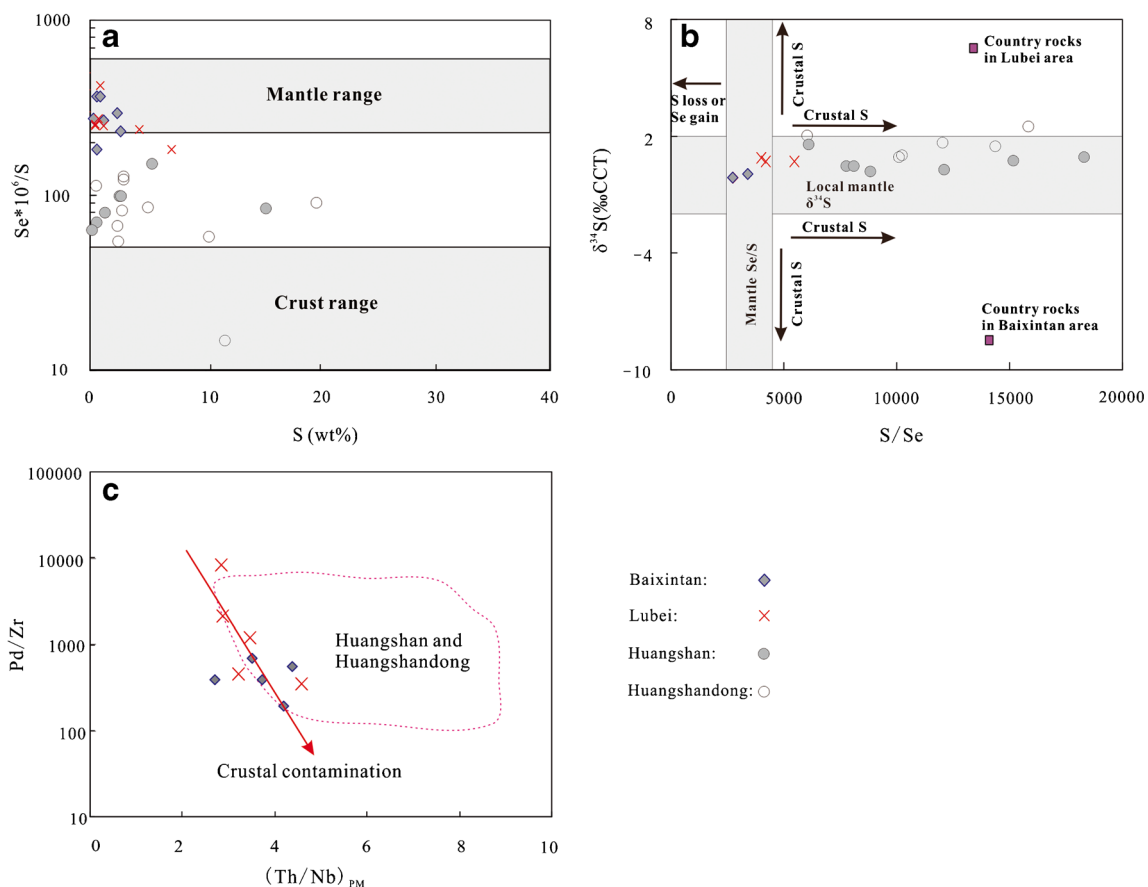 a
1000
100
10
Se*10⁶/S
Mantle range
Crust range
0 10 20 30 40
S (wt%)
b
8
2
−4
−10
δ³⁴S(‰CCT)
Country rocks
in Lubei area
Crustal S
S loss or
Se gain
Crustal S
Local mantle
δ³⁴S
Mantle Se/S
Crustal S
Crustal S
Country rocks
in Baixintan area
0 5000 10000 15000 20000
S/Se
c
100000
10000
1000
100
10
Pd/Zr
Huangshan and
Huangshandong
Crustal contamination
0 2 4 6 8 10
(Th/Nb)PM
Baixintan:
Lubei:
Huangshan:
Huangshandong: